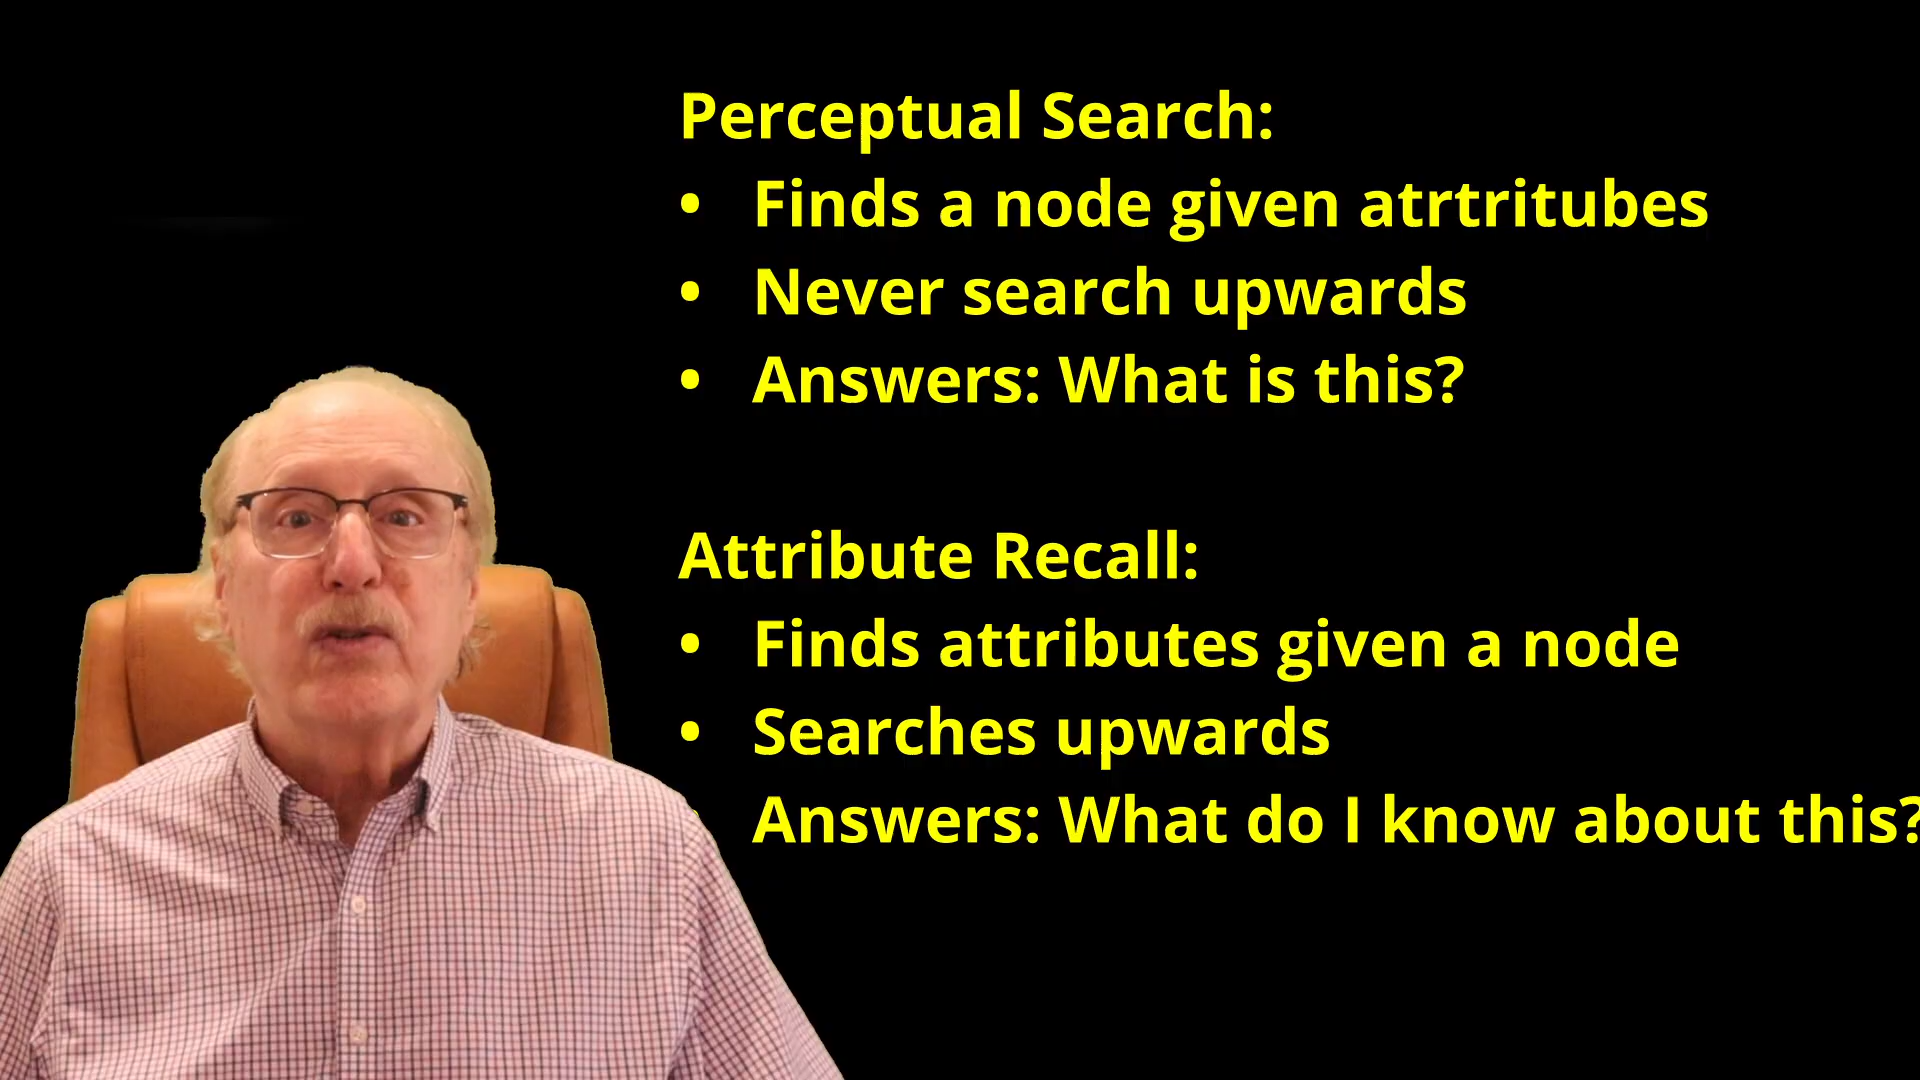 Perceptual Search:
• Finds a node given atrtritubes
• Never search upwards
• Answers: What is this?
Attribute Recall:
• Finds attributes given a node
• Searches upwards
Answers: What do I know about this?